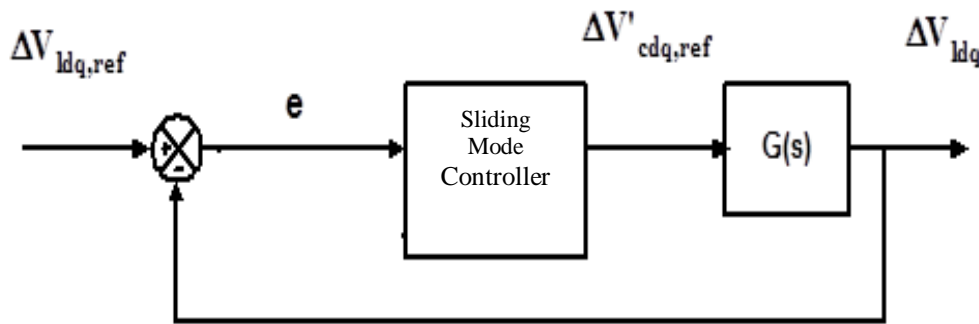 ΔV_ldq,ref
ΔV'_cdq,ref
ΔV_ldq
e
Sliding
Mode
Controller
G(s)
+
-